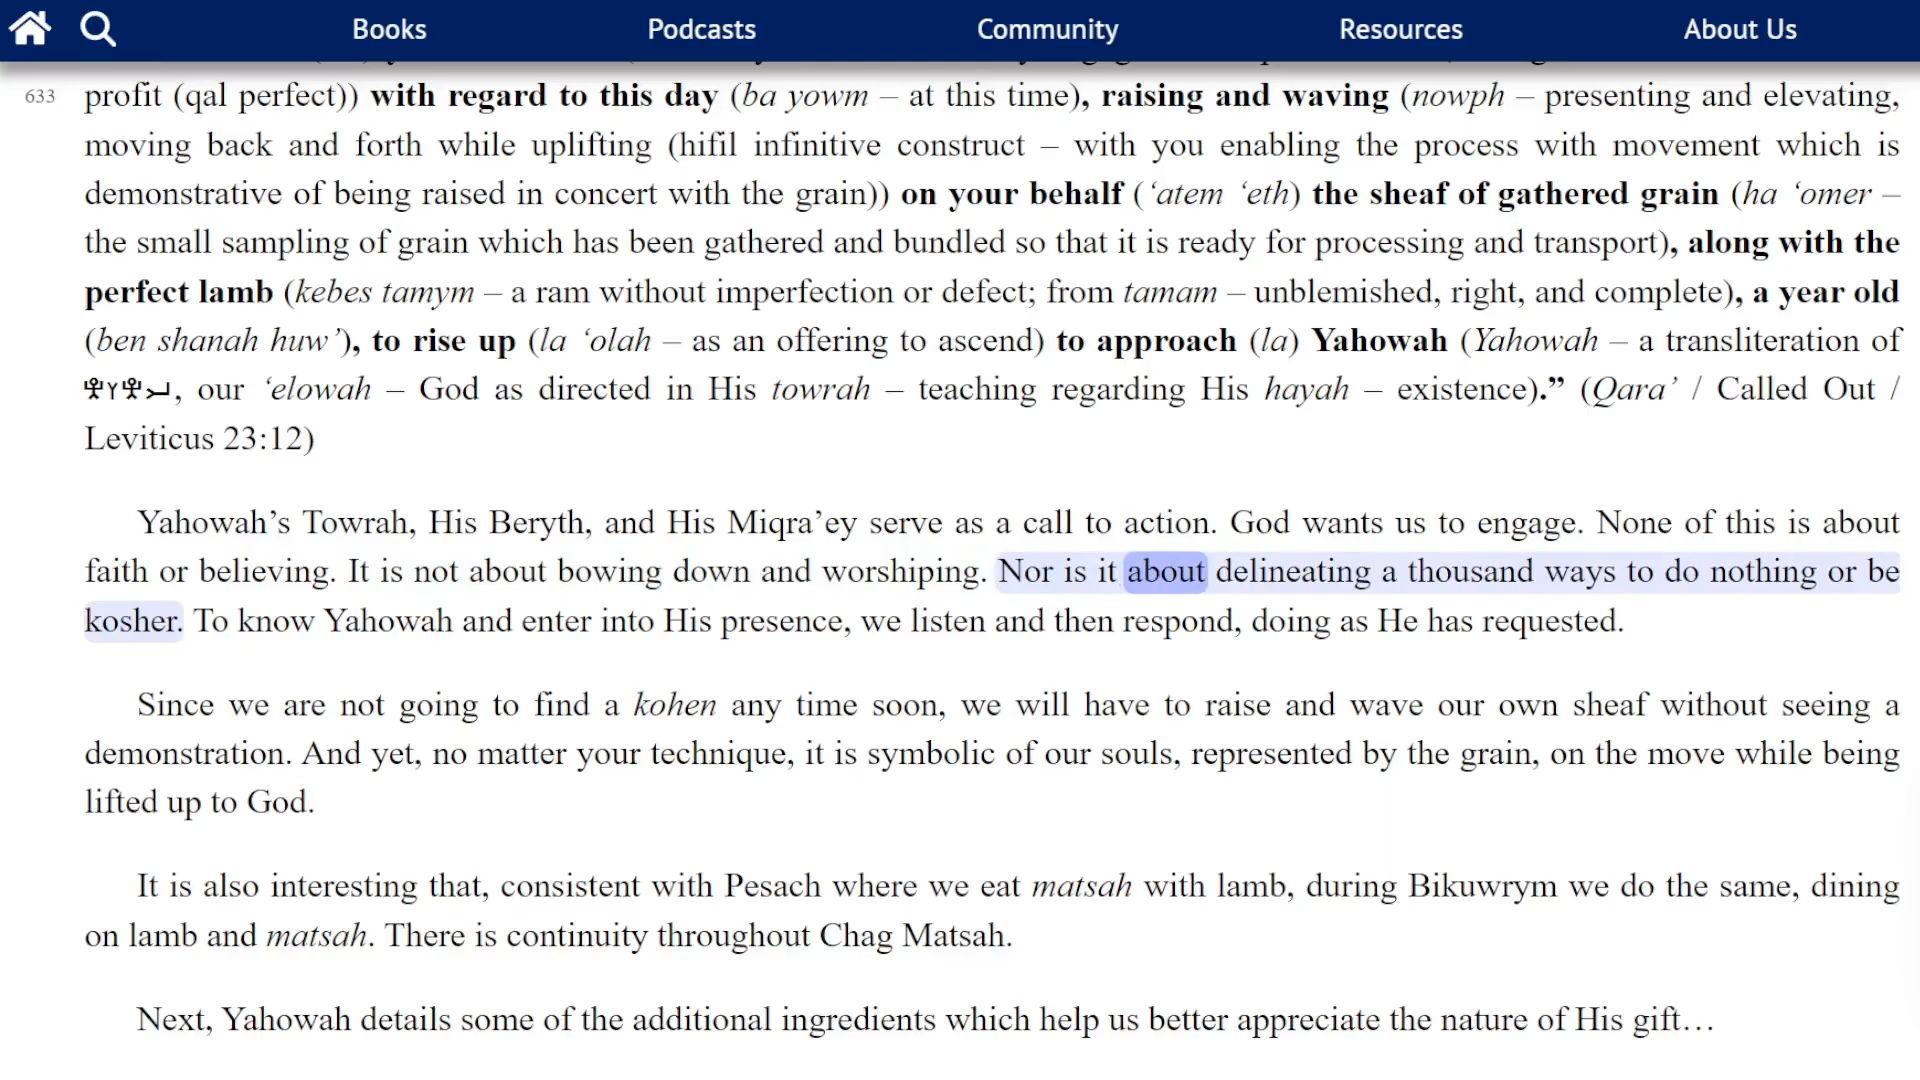 Books Podcasts Community Resources About Us
633 profit (qal perfect)) with regard to this day (ba yowm – at this time), raising and waving (nowph – presenting and elevating,
moving back and forth while uplifting (hifil infinitive construct – with you enabling the process with movement which is
demonstrative of being raised in concert with the grain)) on your behalf (‘atem ‘eth) the sheaf of gathered grain (ha ‘omer –
the small sampling of grain which has been gathered and bundled so that it is ready for processing and transport), along with the
perfect lamb (kebes tamym – a ram without imperfection or defect; from tamam – unblemished, right, and complete), a year old
(ben shanah huw’), to rise up (la ‘olah – as an offering to ascend) to approach (la) Yahowah (Yahowah – a transliteration of
, our ‘elowah – God as directed in His towrah – teaching regarding His hayah – existence).” (Qara’ / Called Out /
Leviticus 23:12)
Yahowah’s Towrah, His Beryth, and His Miqra’ey serve as a call to action. God wants us to engage. None of this is about
faith or believing. It is not about bowing down and worshiping. Nor is it about delineating a thousand ways to do nothing or be
kosher. To know Yahowah and enter into His presence, we listen and then respond, doing as He has requested.
Since we are not going to find a kohen any time soon, we will have to raise and wave our own sheaf without seeing a
demonstration. And yet, no matter your technique, it is symbolic of our souls, represented by the grain, on the move while being
lifted up to God.
It is also interesting that, consistent with Pesach where we eat matsah with lamb, during Bikuwrym we do the same, dining
on lamb and matsah. There is continuity throughout Chag Matsah.
Next, Yahowah details some of the additional ingredients which help us better appreciate the nature of His gift…